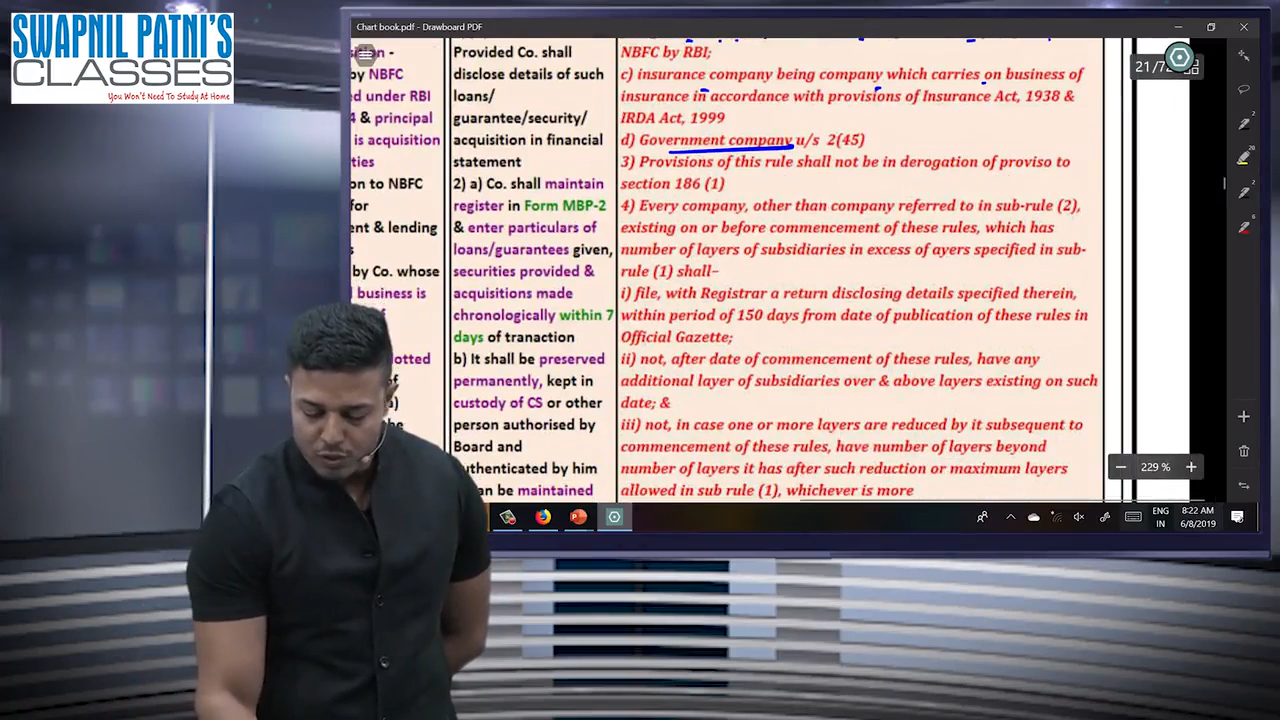 SWAPNIL PATNI'S
CLASSES
You Won't Need To Study At Home
Chart book.pdf - Drawboard PDF
21/72
by NBFC
ed under RBI
4 & principal
is acquisition
ties
on to NBFC
for
ent & lending
by Co. whose
business is
lotted
Provided Co. shall
disclose details of such
loans/
guarantee/security/
acquisition in financial
statement
2) a) Co. shall maintain
register in Form MBP-2
& enter particulars of
loans/guarantees given,
securities provided &
acquisitions made
chronologically within 7
days of tranaction
b) It shall be preserved
permanently, kept in
custody of CS or other
person authorised by
Board and
authenticated by him
can be maintained
NBFC by RBI;
c) insurance company being company which carries on business of
insurance in accordance with provisions of Insurance Act, 1938 &
IRDA Act, 1999
d) Government company u/s 2(45)
3) Provisions of this rule shall not be in derogation of proviso to
section 186 (1)
4) Every company, other than company referred to in sub-rule (2),
existing on or before commencement of these rules, which has
number of layers of subsidiaries in excess of ayers specified in sub-
rule (1) shall–
i) file, with Registrar a return disclosing details specified therein,
within period of 150 days from date of publication of these rules in
Official Gazette;
ii) not, after date of commencement of these rules, have any
additional layer of subsidiaries over & above layers existing on such
date; &
iii) not, in case one or more layers are reduced by it subsequent to
commencement of these rules, have number of layers beyond
number of layers it has after such reduction or maximum layers
allowed in sub rule (1), whichever is more
229 %
ENG
IN
8:22 AM
6/8/2019